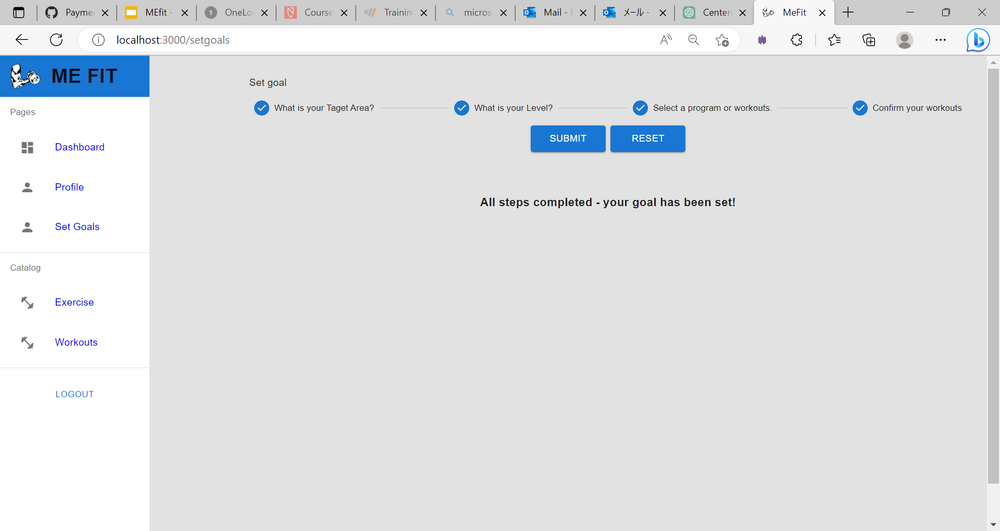 Payme MEfit - 1 OneLo Course Training micros Mail - メール - Center MeFit
localhost:3000/setgoals
ME FIT
Pages
Dashboard
Profile
Set Goals
Catalog
Exercise
Workouts
LOGOUT
Set goal
What is your Taget Area? What is your Level? Select a program or workouts. Confirm your workouts
SUBMIT RESET
All steps completed - your goal has been set!